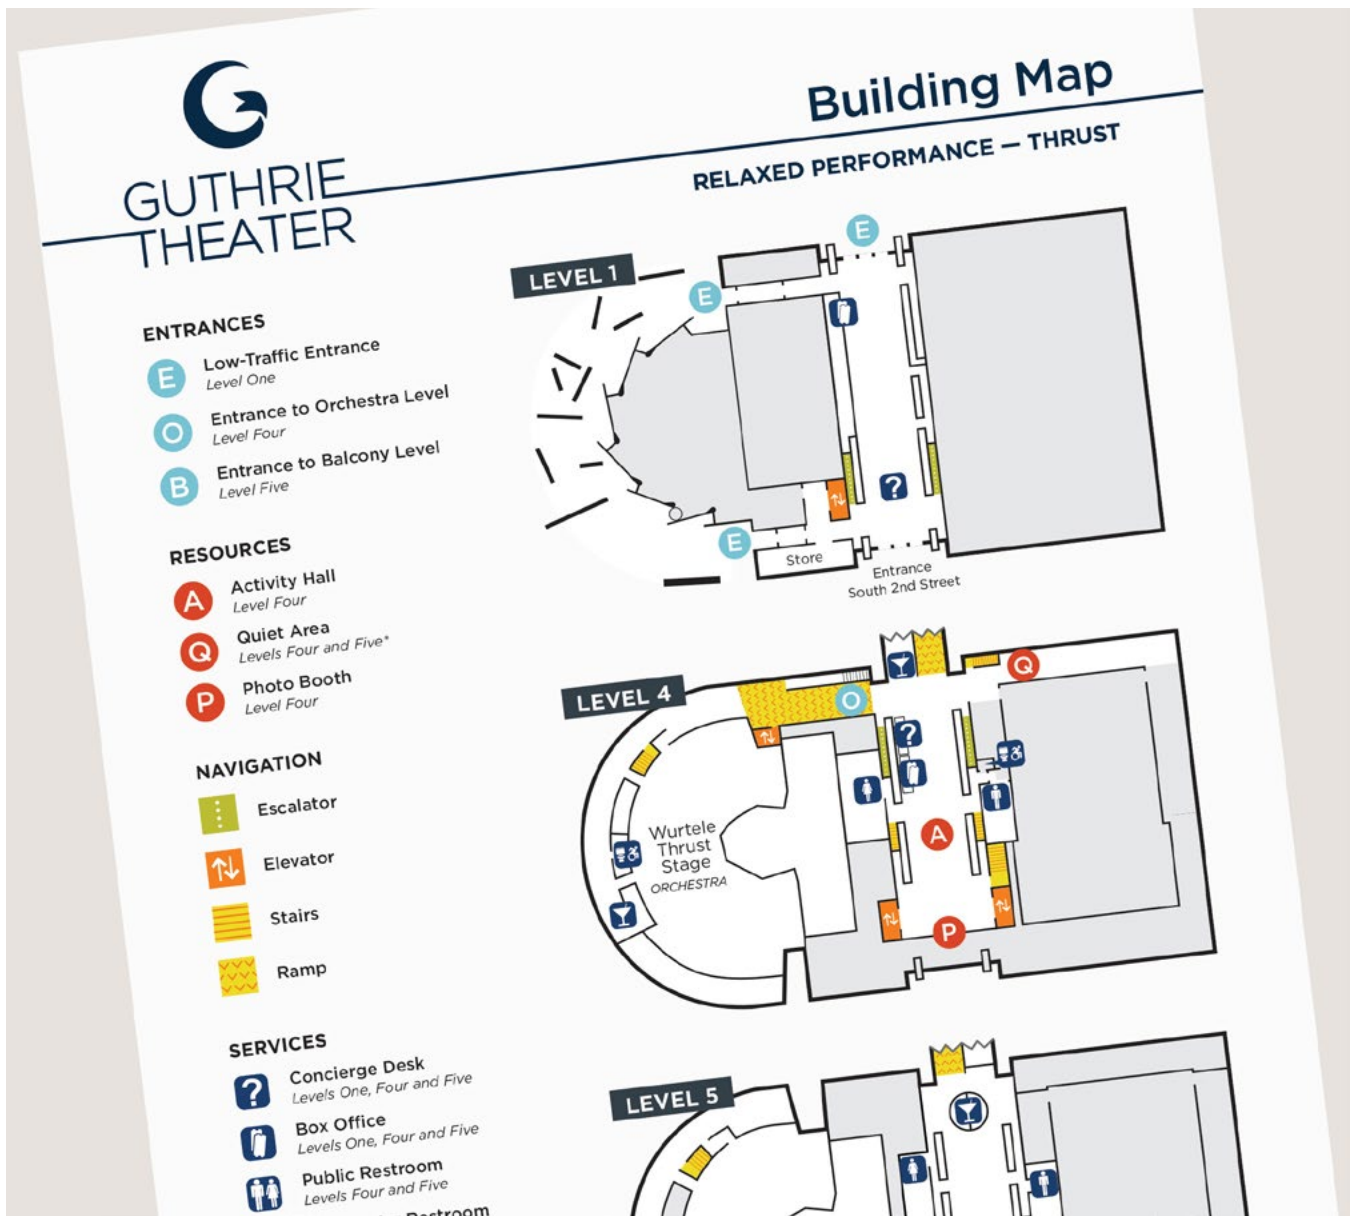 GUTHRIE
THEATER
Building Map
RELAXED PERFORMANCE — THRUST
ENTRANCES
E Low-Traffic Entrance
Level One
O Entrance to Orchestra Level
Level Four
B Entrance to Balcony Level
Level Five
RESOURCES
A Activity Hall
Level Four
Q Quiet Area
Levels Four and Five*
P Photo Booth
Level Four
NAVIGATION
Escalator
Elevator
Stairs
Ramp
SERVICES
? Concierge Desk
Levels One, Four and Five
Box Office
Levels One, Four and Five
Public Restroom
Levels Four and Five
Restroom
LEVEL 1
E
E
?
E
Store
Entrance
South 2nd Street
LEVEL 4
Q
O
?
A
Wurtele
Thrust
Stage
ORCHESTRA
P
LEVEL 5